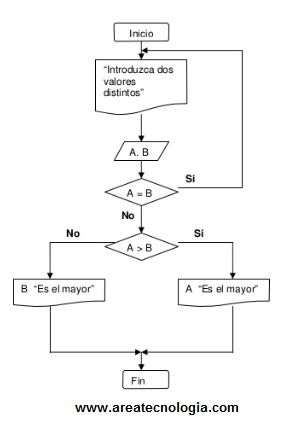 Inicio
“Introduzca dos
valores
distintos”
A. B
Si
A = B
No
No
Si
A > B
B “Es el mayor”
A “Es el mayor”
Fin
www.areatecnologia.com